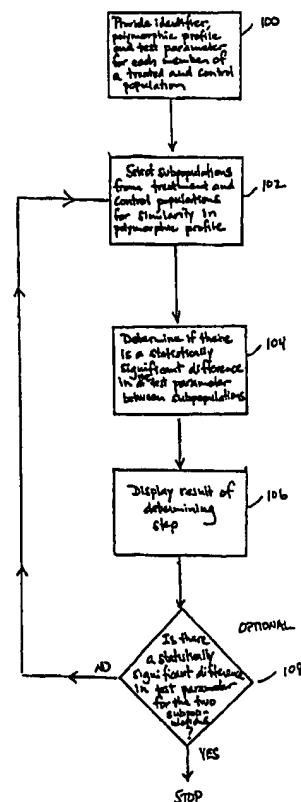 Provide identifier,
polymorphic profile
and test parameter
for each member of
a treated and control
population
100
Select subpopulations
from treatment and
control populations
for similarity in
polymorphic profile
102
Determine if there
is a statistically
significant difference
in a test parameter
between subpopulations
104
Display result of
determining
step
106
OPTIONAL
Is there
a statistically
significant difference
in test parameter
for the two
subpopu-
lations
?
108
NO
YES
STOP